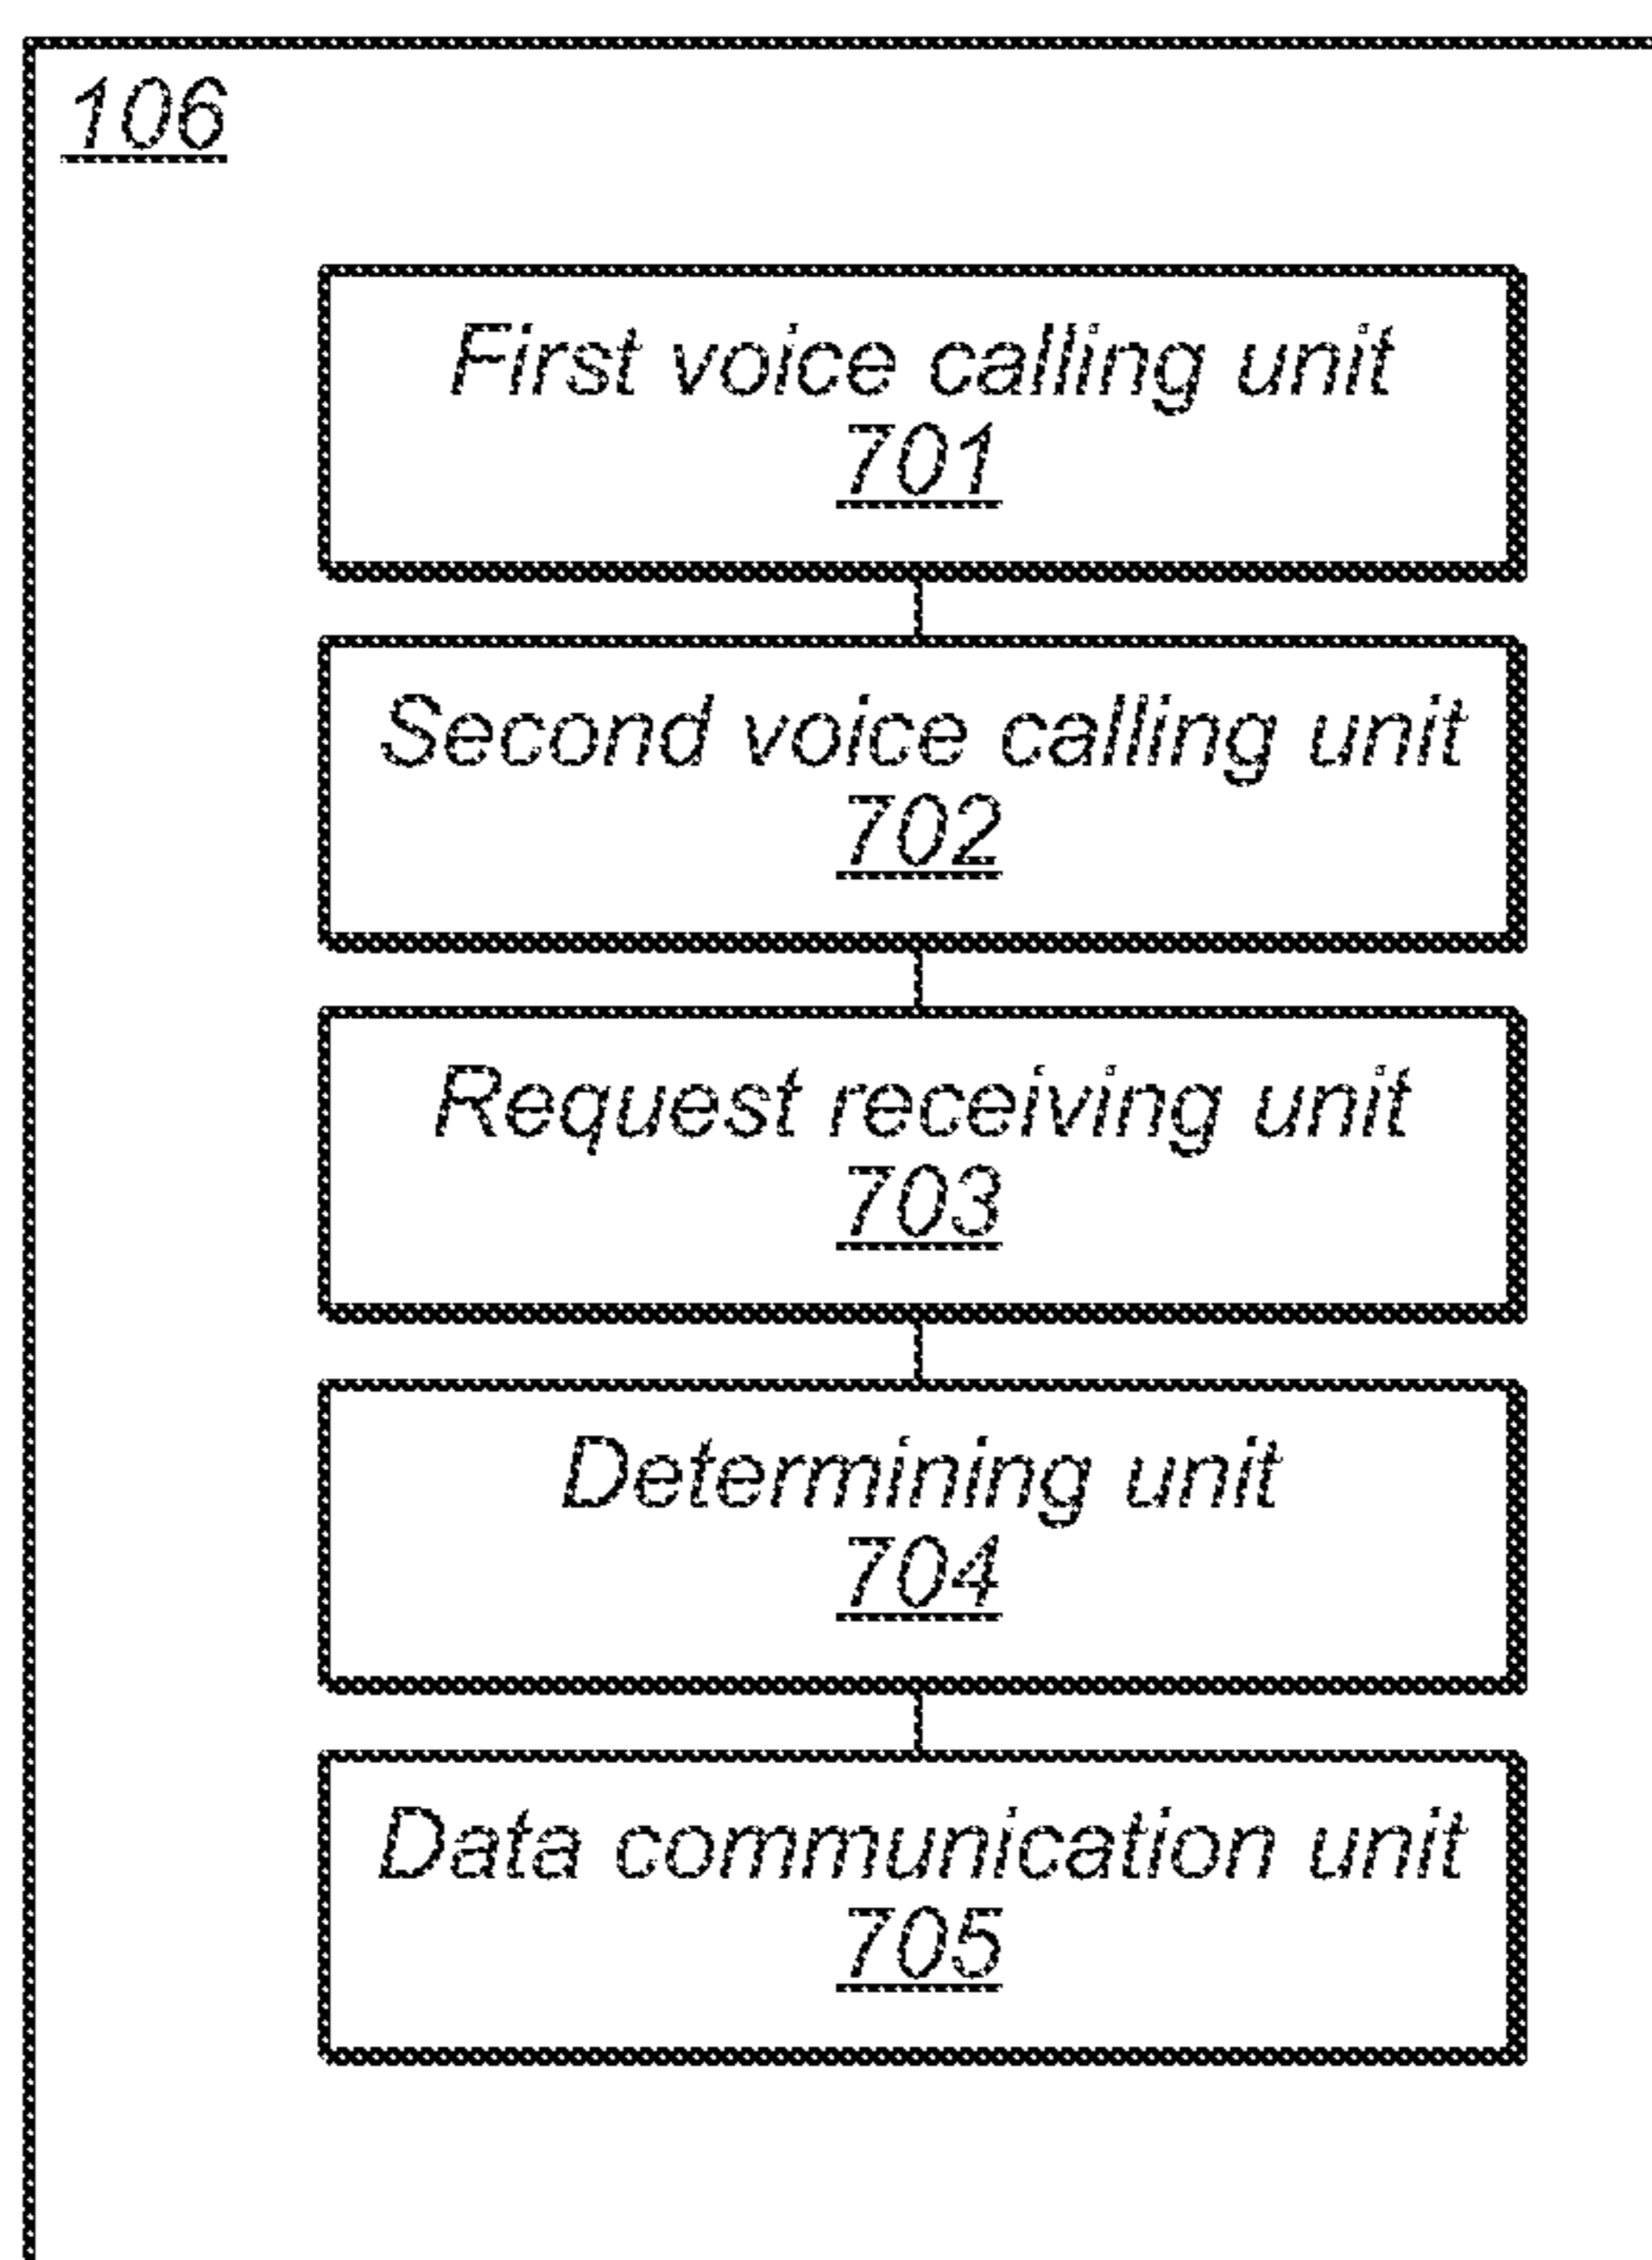 106
First voice calling unit
701
Second voice calling unit
702
Request receiving unit
703
Determining unit
704
Data communication unit
705